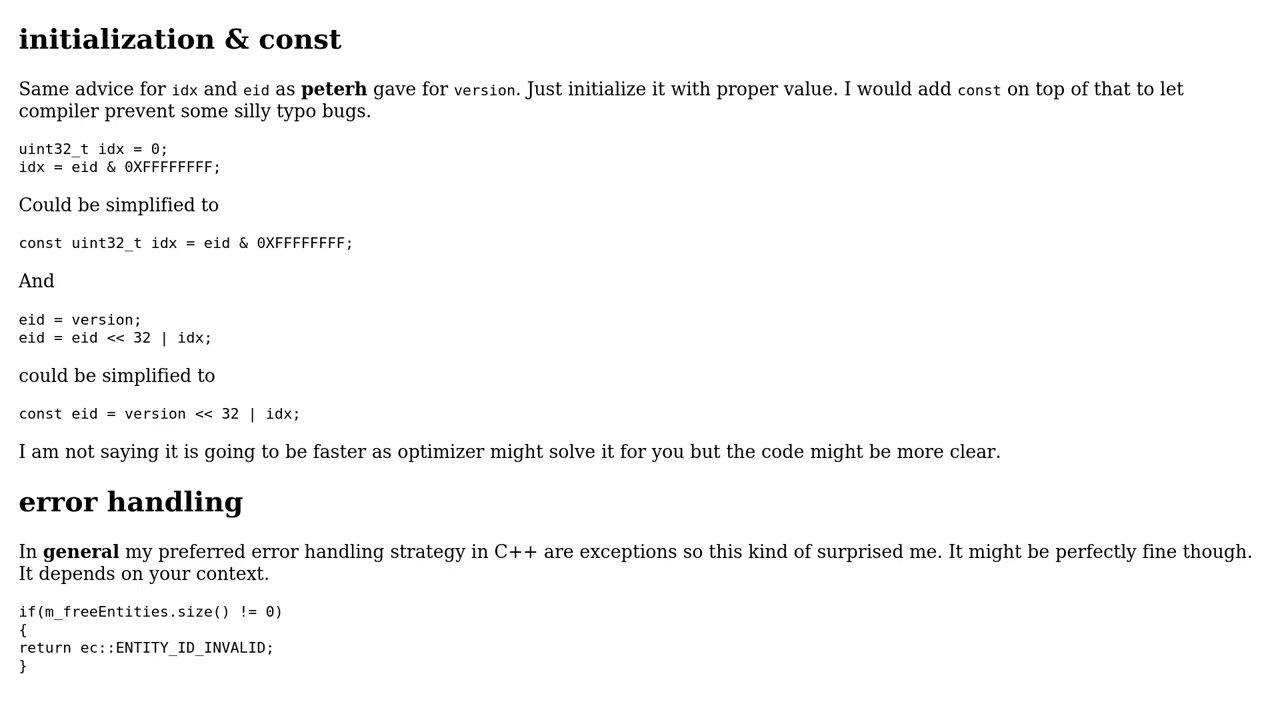 initialization & const
Same advice for idx and eid as peterh gave for version. Just initialize it with proper value. I would add const on top of that to let
compiler prevent some silly typo bugs.
uint32_t idx = 0;
idx = eid & 0XFFFFFFFF;
Could be simplified to
const uint32_t idx = eid & 0XFFFFFFFF;
And
eid = version;
eid = eid << 32 | idx;
could be simplified to
const eid = version << 32 | idx;
I am not saying it is going to be faster as optimizer might solve it for you but the code might be more clear.
error handling
In general my preferred error handling strategy in C++ are exceptions so this kind of surprised me. It might be perfectly fine though.
It depends on your context.
if(m_freeEntities.size() != 0)
{
return ec::ENTITY_ID_INVALID;
}